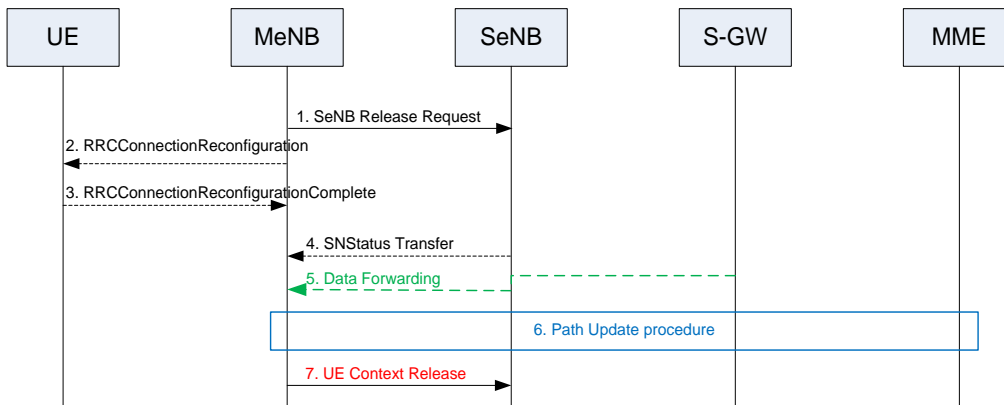 UE MeNB SeNB S-GW MME
1. SeNB Release Request
2. RRCConnectionReconfiguration
3. RRCConnectionReconfigurationComplete
4. SNStatus Transfer
5. Data Forwarding
6. Path Update procedure
7. UE Context Release